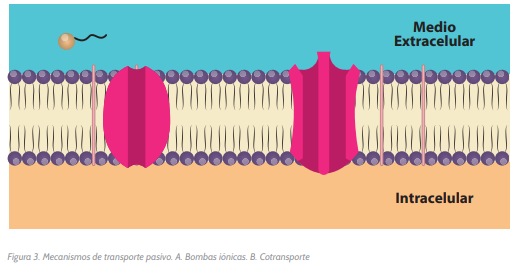 Medio
Extracelular
Intracelular
Figura 3. Mecanismos de transporte pasivo. A. Bombas iónicas. B. Cotransporte